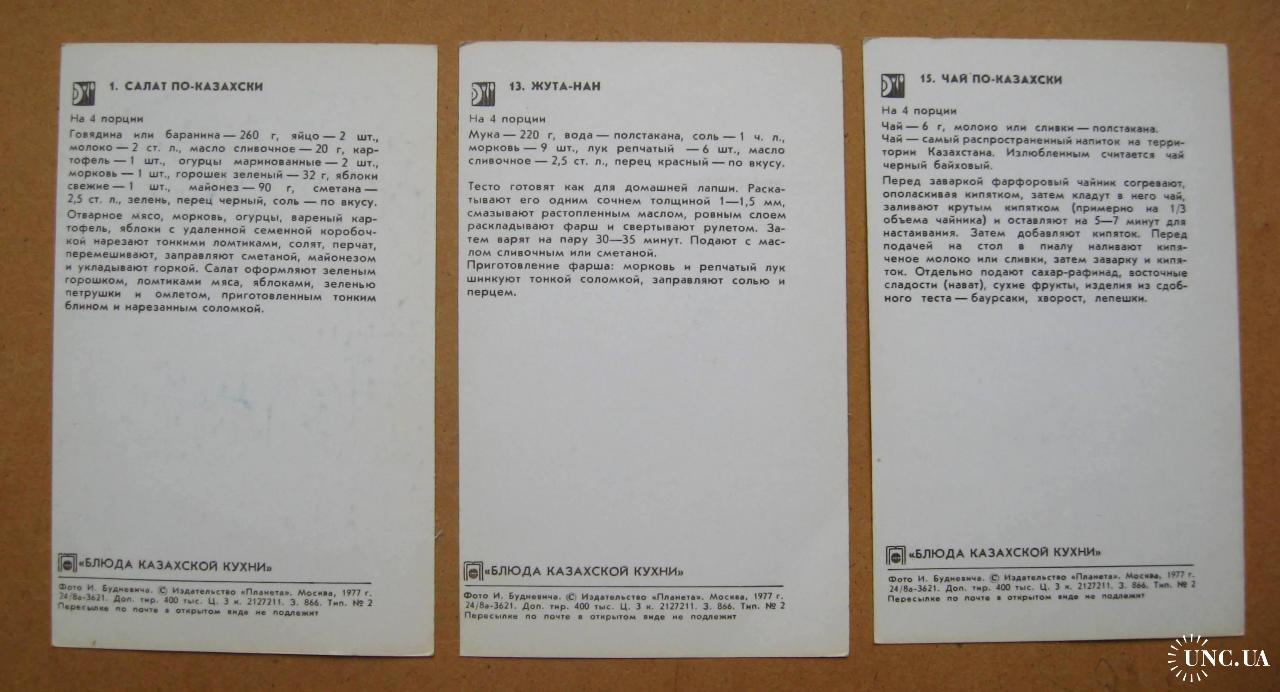 1. САЛАТ ПО-КАЗАХСКИ
На 4 порции
Говядина или баранина — 260 г, яйцо — 2 шт.,
молоко — 2 ст. л., масло сливочное — 20 г, кар-
тофель — 1 шт., огурцы маринованные — 2 шт.,
морковь — 1 шт., горошек зеленый — 32 г, яблоки
свежие — 1 шт., майонез — 90 г, сметана —
2,5 ст. л., зелень, перец черный, соль — по вкусу.
Отварное мясо, морковь, огурцы, вареный кар-
тофель, яблоки с удаленной семенной коробоч-
кой нарезают тонкими ломтиками, солят, перчат,
перемешивают, заправляют сметаной, майонезом
и укладывают горкой. Салат оформляют зеленым
горошком, ломтиками мяса, яблоками, зеленью
петрушки и омлетом, приготовленным тонким
блином и нарезанным соломкой.
«БЛЮДА КАЗАХСКОЙ КУХНИ»
Фото И. Будневича. © Издательство «Планета». Москва, 1977 г.
24/8а-3621. Доп. тир. 400 тыс. Ц. 3 к. 2127211. З. 866. Тип. № 2
Пересылке по почте в открытом виде не подлежит
13. ЖУТА-НАН
На 4 порции
Мука — 220 г, вода — полстакана, соль — 1 ч. л.,
морковь — 9 шт., лук репчатый — 6 шт., масло
сливочное — 2,5 ст. л., перец красный — по вкусу.
Тесто готовят как для домашней лапши. Раска-
тывают его одним сочнем толщиной 1—1,5 мм,
смазывают растопленным маслом, ровным слоем
раскладывают фарш и свертывают рулетом. За-
тем варят на пару 30—35 минут. Подают с мас-
лом сливочным или сметаной.
Приготовление фарша: морковь и репчатый лук
шинкуют тонкой соломкой, заправляют солью и
перцем.
«БЛЮДА КАЗАХСКОЙ КУХНИ»
Фото И. Будневича. © Издательство «Планета». Москва, 1977 г.
24/8а-3621. Доп. тир. 400 тыс. Ц. 3 к. 2127211. З. 866. Тип. № 2
Пересылке по почте в открытом виде не подлежит
15. ЧАЙ ПО-КАЗАХСКИ
На 4 порции
Чай — 6 г, молоко или сливки — полстакана.
Чай — самый распространенный напиток на терри-
тории Казахстана. Излюбленным считается чай
черный байховый.
Перед заваркой фарфоровый чайник согревают,
ополаскивая кипятком, затем кладут в него чай,
заливают крутым кипятком (примерно на 1/3
объема чайника) и оставляют на 5—7 минут для
настаивания. Затем добавляют кипяток. Перед
подачей на стол в пиалу наливают кипя-
ченое молоко или сливки, затем заварку и кипя-
ток. Отдельно подают сахар-рафинад, восточные
сладости (нават), сухие фрукты, изделия из сдоб-
ного теста — баурсаки, хворост, лепешки.
«БЛЮДА КАЗАХСКОЙ КУХНИ»
Фото И. Будневича. © Издательство «Планета». Москва, 1977 г.
24/8а-3621. Доп. тир. 400 тыс. Ц. 3 к. 2127211. З. 866. Тип. № 2
Пересылке по почте в открытом виде не подлежит
UNC.UA